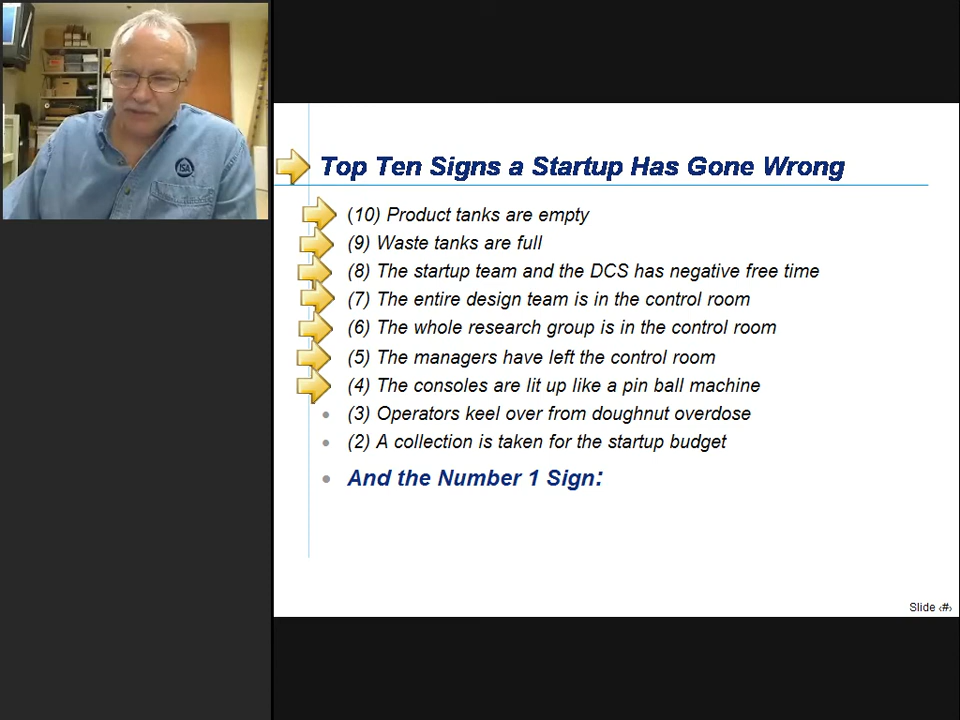 ISA
Top Ten Signs a Startup Has Gone Wrong
(10) Product tanks are empty
(9) Waste tanks are full
(8) The startup team and the DCS has negative free time
(7) The entire design team is in the control room
(6) The whole research group is in the control room
(5) The managers have left the control room
(4) The consoles are lit up like a pin ball machine
(3) Operators keel over from doughnut overdose
(2) A collection is taken for the startup budget
And the Number 1 Sign:
Slide ‹#›